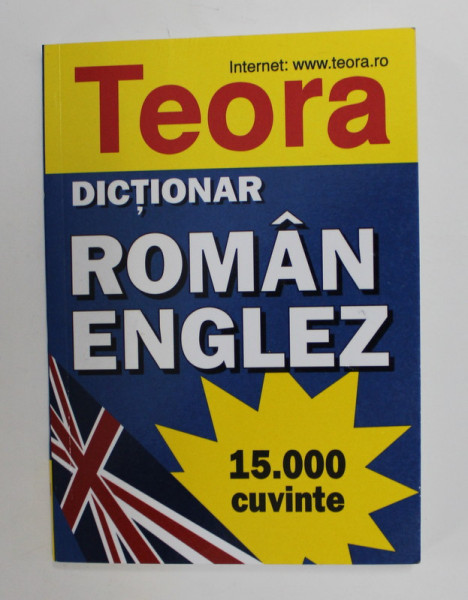 Internet: www.teora.ro
Teora
DICȚIONAR
ROMÂN
ENGLEZ
15.000
cuvinte